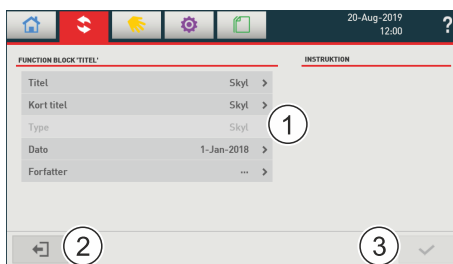 20-Aug-2019
12:00
?
FUNCTION BLOCK 'TITEL'
INSTRUKTION
Titel Skyl >
Kort titel Skyl >
Type Skyl
Dato 1-Jan-2018 >
Forfatter ... >
1
2
3